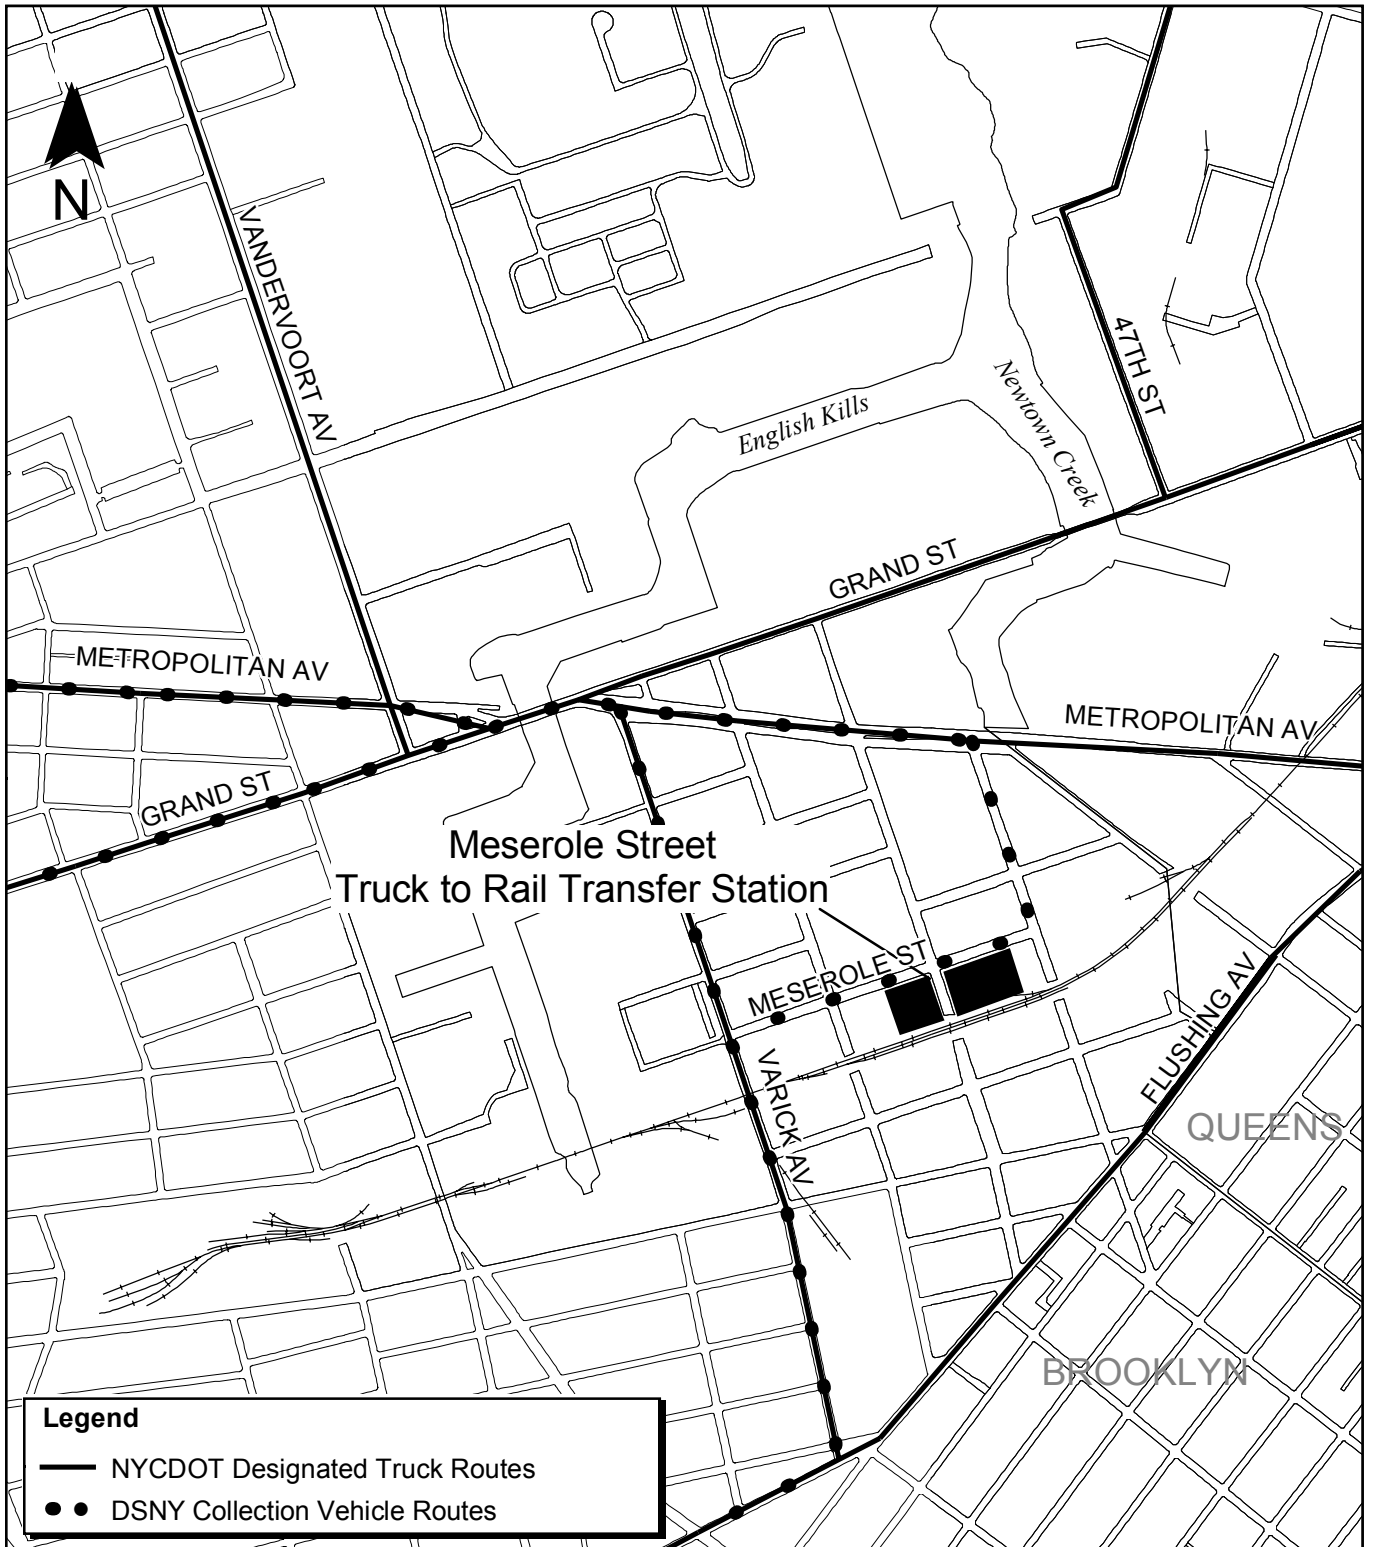 N
VANDERVOORT AV
47TH ST
English Kills
Newtown Creek
GRAND ST
METROPOLITAN AV
METROPOLITAN AV
GRAND ST
Meserole Street
Truck to Rail Transfer Station
MESEROLE ST
FLUSHING AV
VARICK AV
QUEENS
BROOKLYN
Legend
NYCDOT Designated Truck Routes
DSNY Collection Vehicle Routes